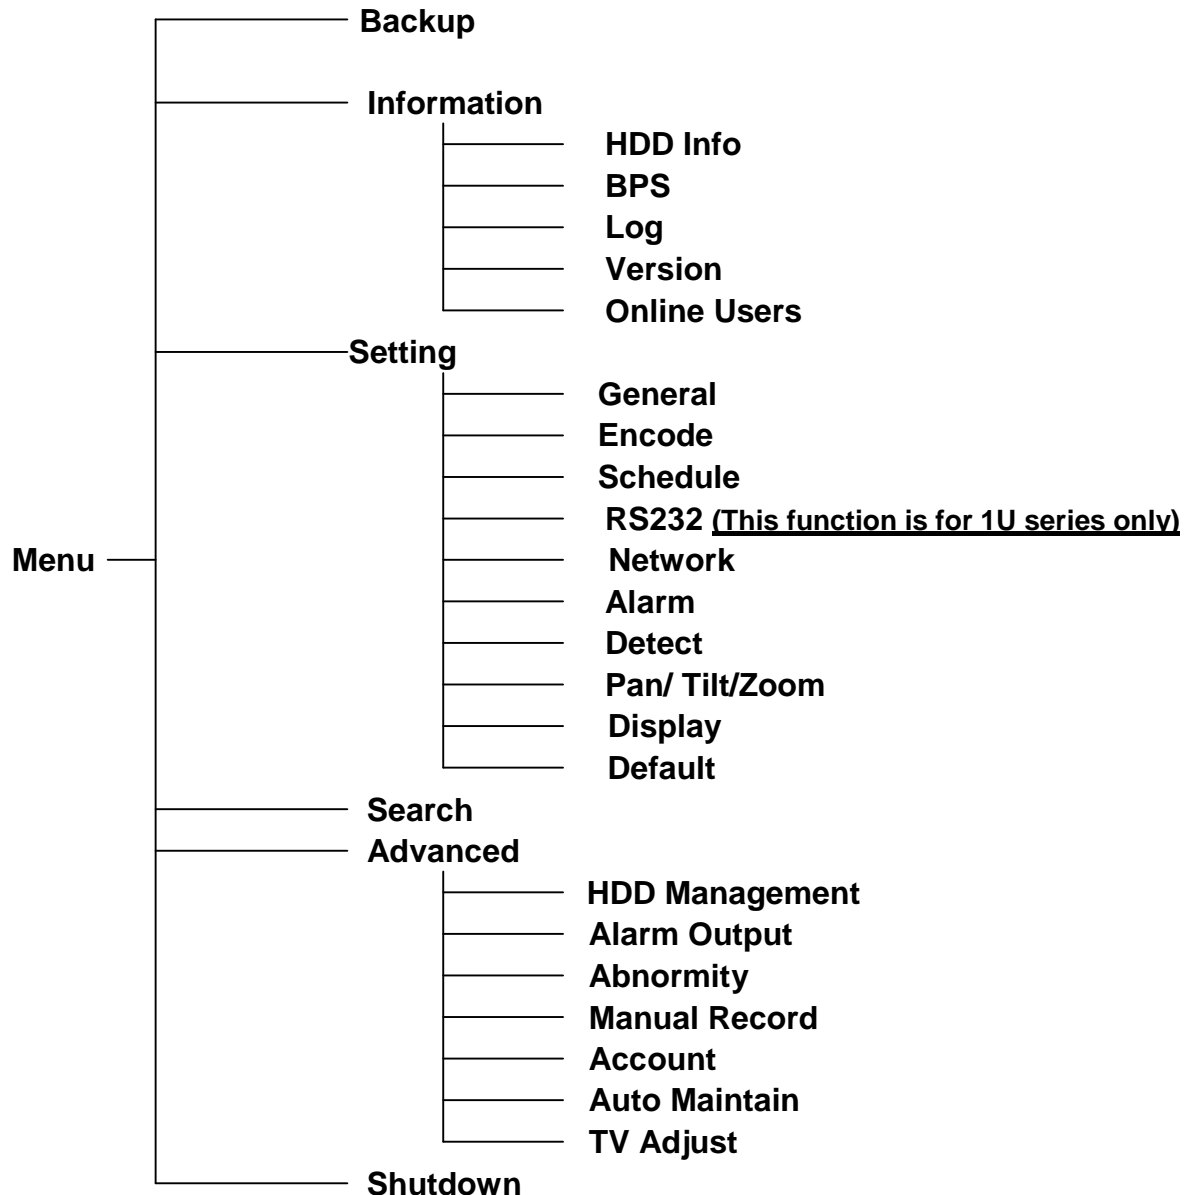 Backup
Information
HDD Info
BPS
Log
Version
Online Users
Setting
General
Encode
Schedule
RS232 (This function is for 1U series only)
Menu
Network
Alarm
Detect
Pan/ Tilt/Zoom
Display
Default
Search
Advanced
HDD Management
Alarm Output
Abnormity
Manual Record
Account
Auto Maintain
TV Adjust
Shutdown